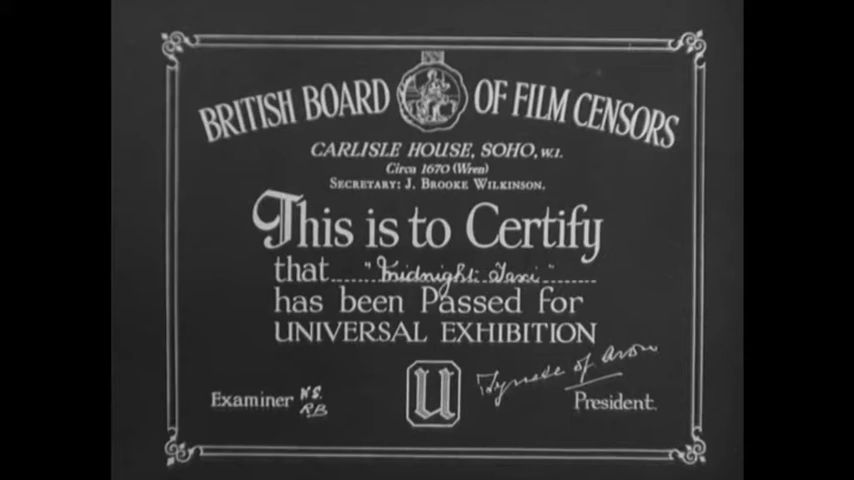 BRITISH BOARD OF FILM CENSORS
CARLISLE HOUSE, SOHO, W.1.
Circa 1670 (Wren)
SECRETARY: J. BROOKE WILKINSON.
This is to Certify
that "Midnight Taxi"
has been Passed for
UNIVERSAL EXHIBITION
Examiner W.S.
R.B
U
Tyrrell of Avon
President.